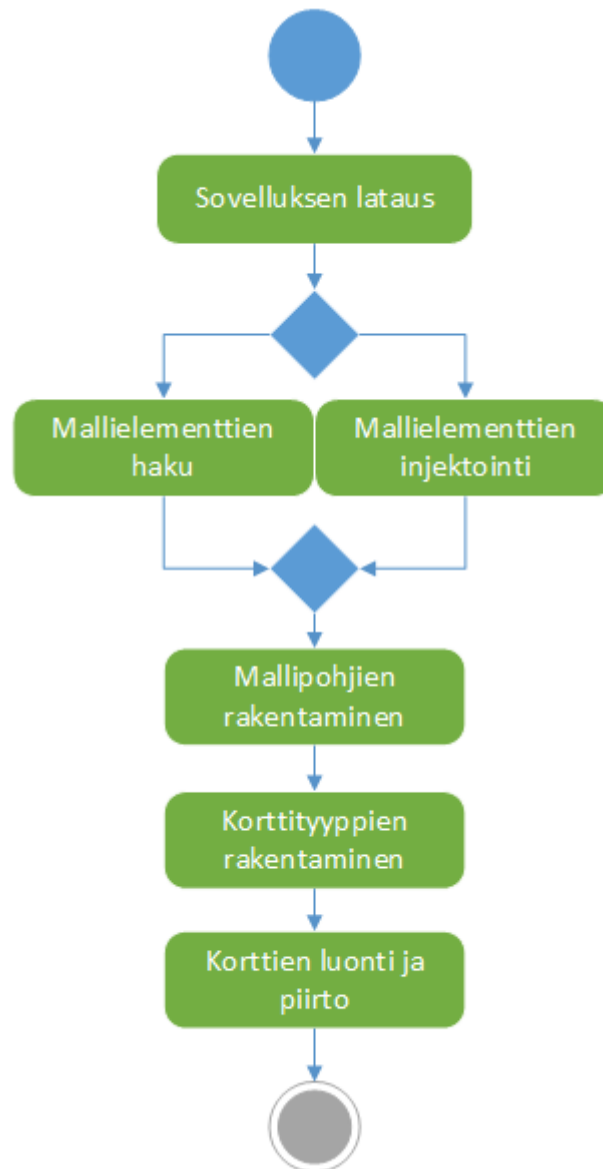 Sovelluksen lataus
Mallielementtien
haku
Mallielementtien
injektointi
Mallipohjien
rakentaminen
Korttityyppien
rakentaminen
Korttien luonti ja
piirto